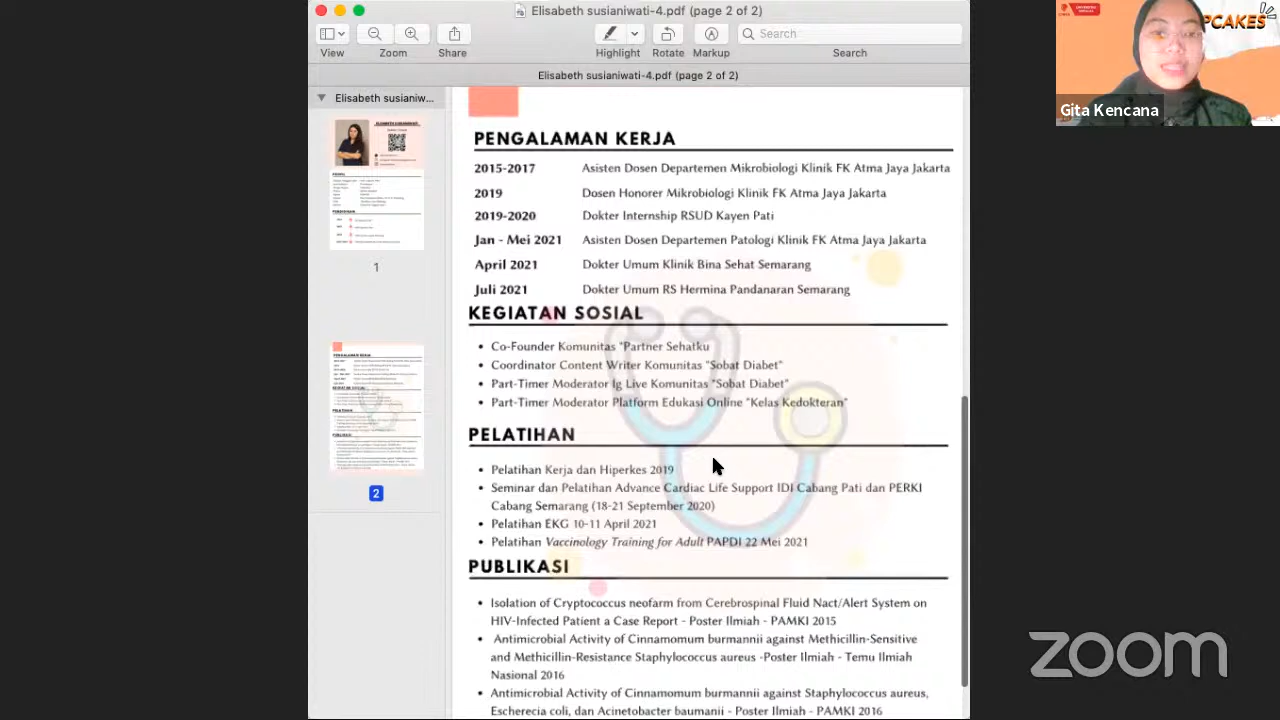 Elisabeth susianiwati-4.pdf (page 2 of 2)
View
Zoom
Share
Highlight
Rotate
Markup
Search
Search
Elisabeth susianiwati-4.pdf (page 2 of 2)
Elisabeth susianiw...
1
2
PENGALAMAN KERJA
2015-2017 Asisten Dosen Departemen Mikrobiologi Klinik FK Atma Jaya Jakarta
2019 Dokter Honorer Mikrobiologi Klinik Atma Jaya Jakarta
2019-2020 Dokter Internship RSUD Kayen Pati
Jan - Mei 2021 Asisten Dosen Departemen Patologi Klinik FK Atma Jaya Jakarta
April 2021 Dokter Umum Klinik Bina Sehat Semarang
Juli 2021 Dokter Umum RS Hermina Pandanaran Semarang
KEGIATAN SOSIAL
• Co-Founder Komunitas "Partner Sehatku
• Coordinator Content Writer Komunitas "Sobat Diabet"
• Part Timer Moderatoring Diskomunitas "Sobat Diabet"
• Part Timer Moderator Platform Edukasi Online "Kelas Kedokteran"
PELATIHAN
• Pelatihan Kerja dan Hiperkes 2019
• Seminar dan Pelatihan Advance Cardiac Life Support IDI Cabang Pati dan PERKI
Cabang Semarang (18-21 September 2020)
• Pelatihan EKG 10-11 April 2021
• Pelatihan Vaccinology Training for Adult PAPDI 22 Mei 2021
PUBLIKASI
• Isolation of Cryptococcus neofarm from Cerebrospinal Fluid Nact/Alert System on
HIV-Infected Patient a Case Report - Poster Ilmiah - PAMKI 2015
• Antimicrobial Activity of Cinnamomum burmannii against Methicillin-Sensitive
and Methicillin-Resistance Staphylococcus aureus -Poster Ilmiah - Temu Ilmiah
Nasional 2016
• Antimicrobial Activity of Cinnamomum burmannii against Staphylococcus aureus,
Escherecia coli, dan Acinetobacter baumanii - Poster Ilmiah - PAMKI 2016
PCAKES
Gita Kencana
zoom